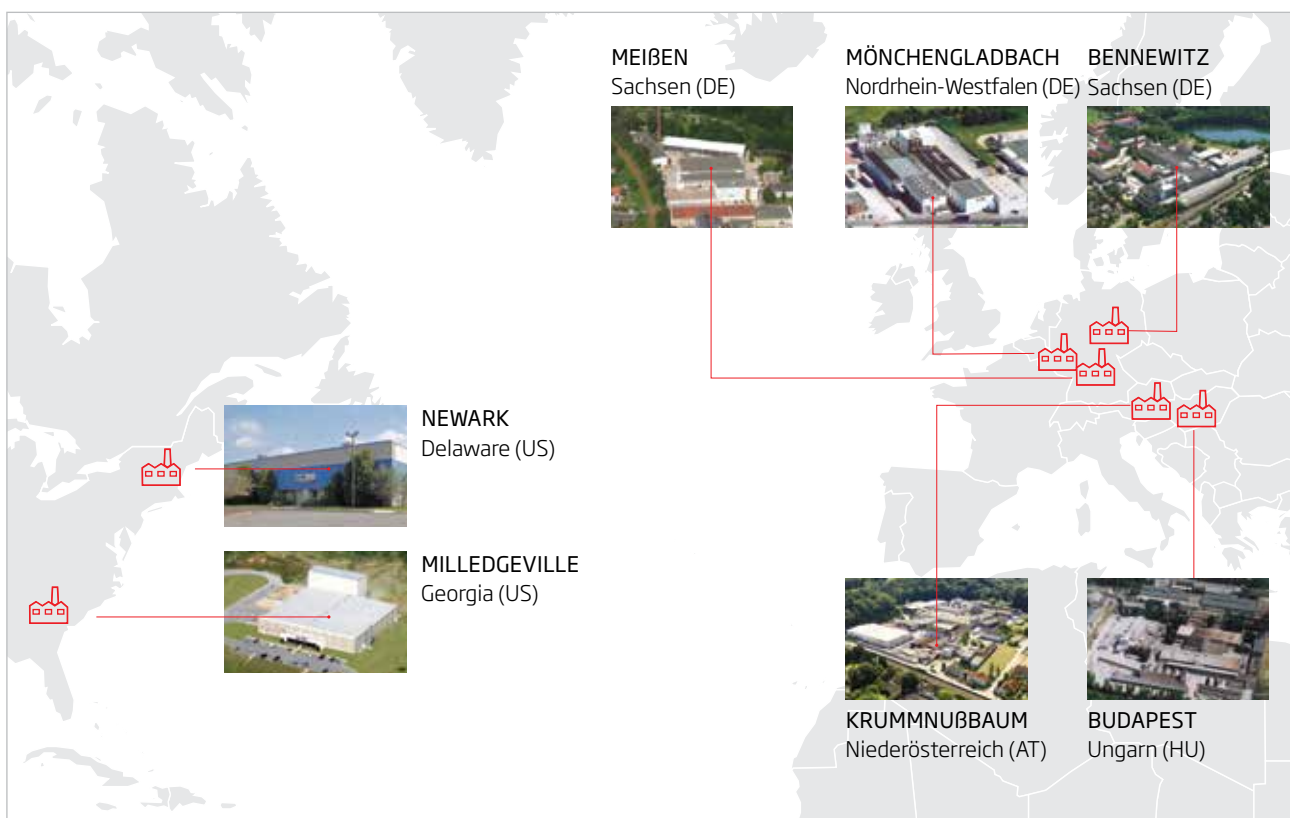 MEIßEN
Sachsen (DE)
MÖNCHENGLADBACH
Nordrhein-Westfalen (DE)
BENNEWITZ
Sachsen (DE)
NEWARK
Delaware (US)
MILLEDGEVILLE
Georgia (US)
KRUMMNUßBAUM
Niederösterreich (AT)
BUDAPEST
Ungarn (HU)